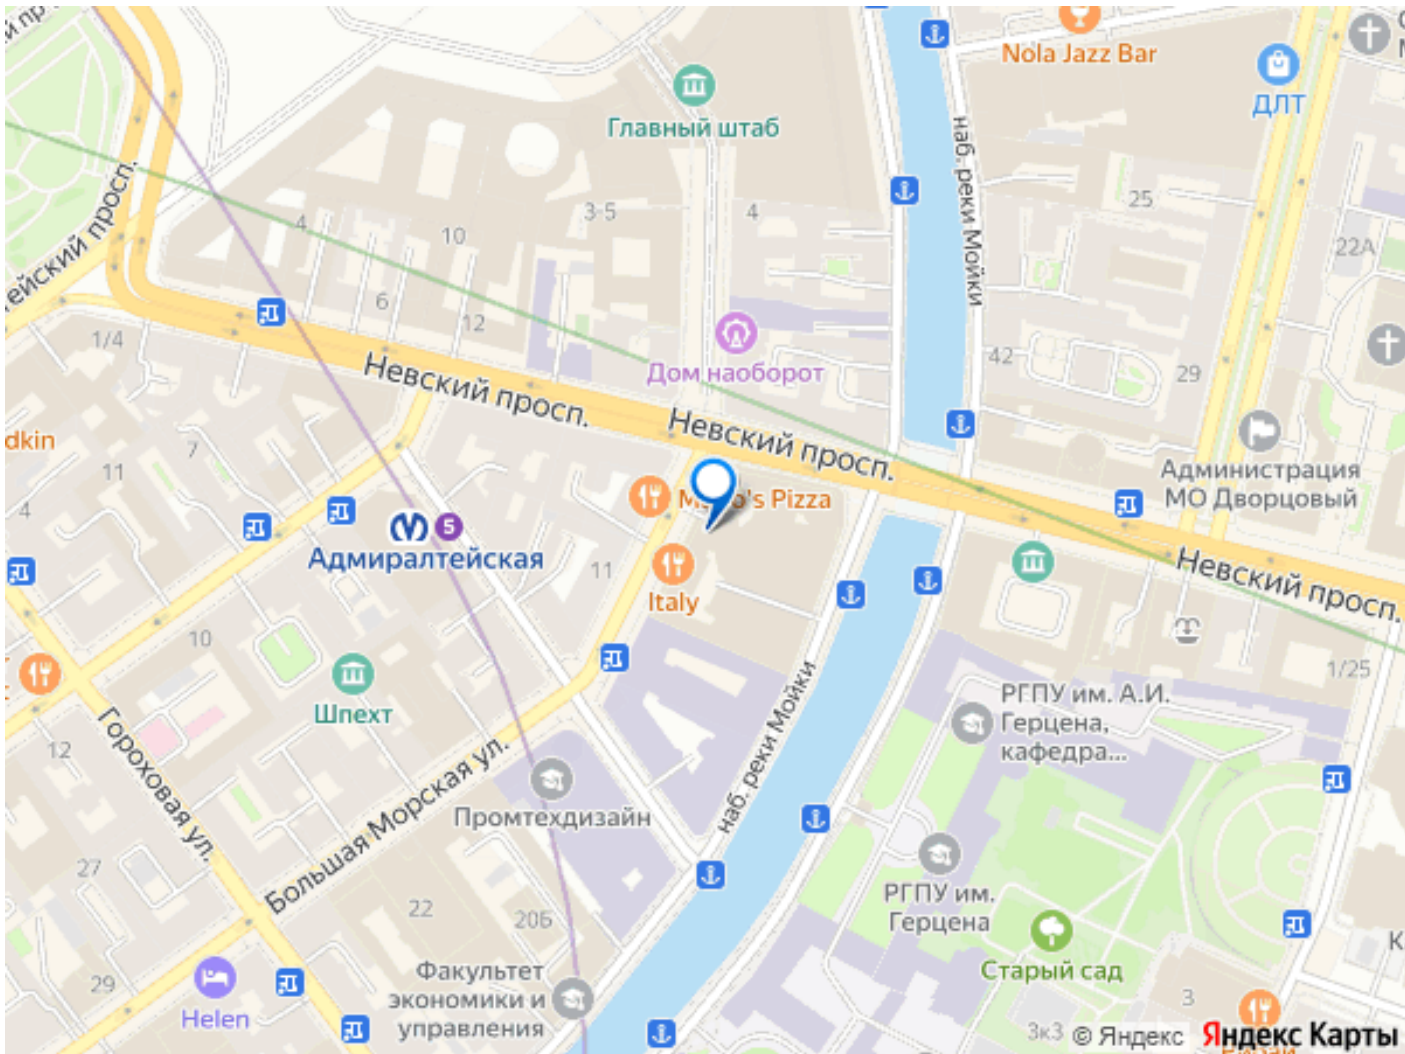 Nola Jazz Bar
ДЛТ
Главный штаб
наб. реки Мойки
25
22А
4
10
3-5
4
6
12
1/4
Невский просп.
Дом наоборот
42
29
Невский просп.
dkin
11
7
4
Администрация
МО Дворцовый
Pizza
5
Адмиралтейская
11
Italy
Невский просп.
10
Шпехт
1/25
РГПУ им. А.И.
Герцена,
кафедра...
12
Гороховая ул.
Большая Морская ул.
Промтехдизайн
наб. реки Мойки
27
22
20Б
РГПУ им.
Герцена
29
Helen
Факультет
экономики и
управления
Старый сад
3
3к3
© Яндекс
Яндекс Карты